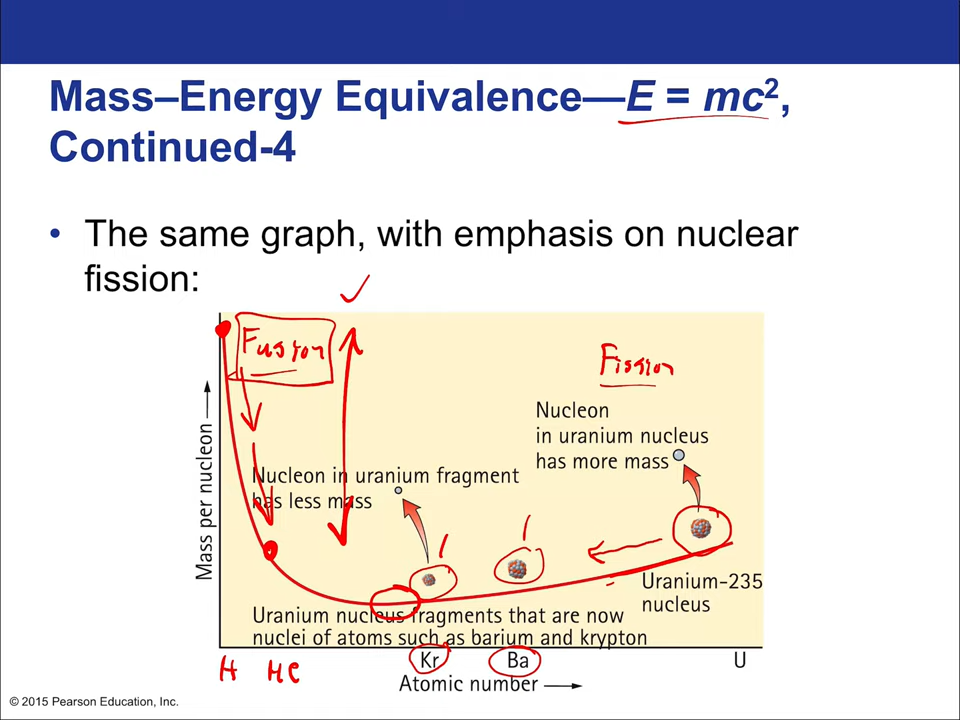 Mass–Energy Equivalence—E = mc²,
Continued-4
• The same graph, with emphasis on nuclear
fission:
Fusion
Fission
Nucleon
in uranium nucleus
has more mass
Nucleon in uranium fragment
has less mass
Mass per nucleon
Uranium-235
nucleus
Uranium nucleus fragments that are now
nuclei of atoms such as barium and krypton
H He Kr Ba U
Atomic number
© 2015 Pearson Education, Inc.